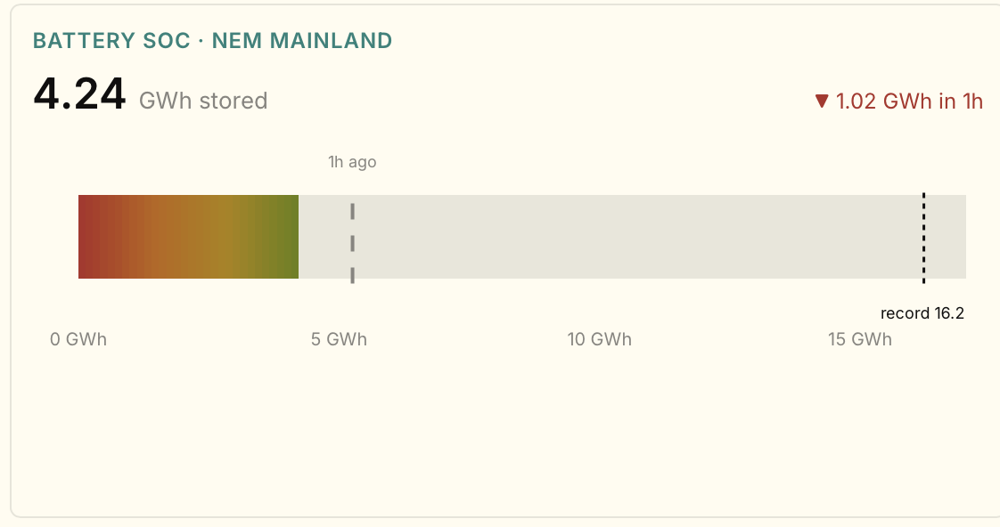 BATTERY SOC · NEM MAINLAND
4.24 GWh stored
▼ 1.02 GWh in 1h
1h ago
record 16.2
0 GWh
5 GWh
10 GWh
15 GWh